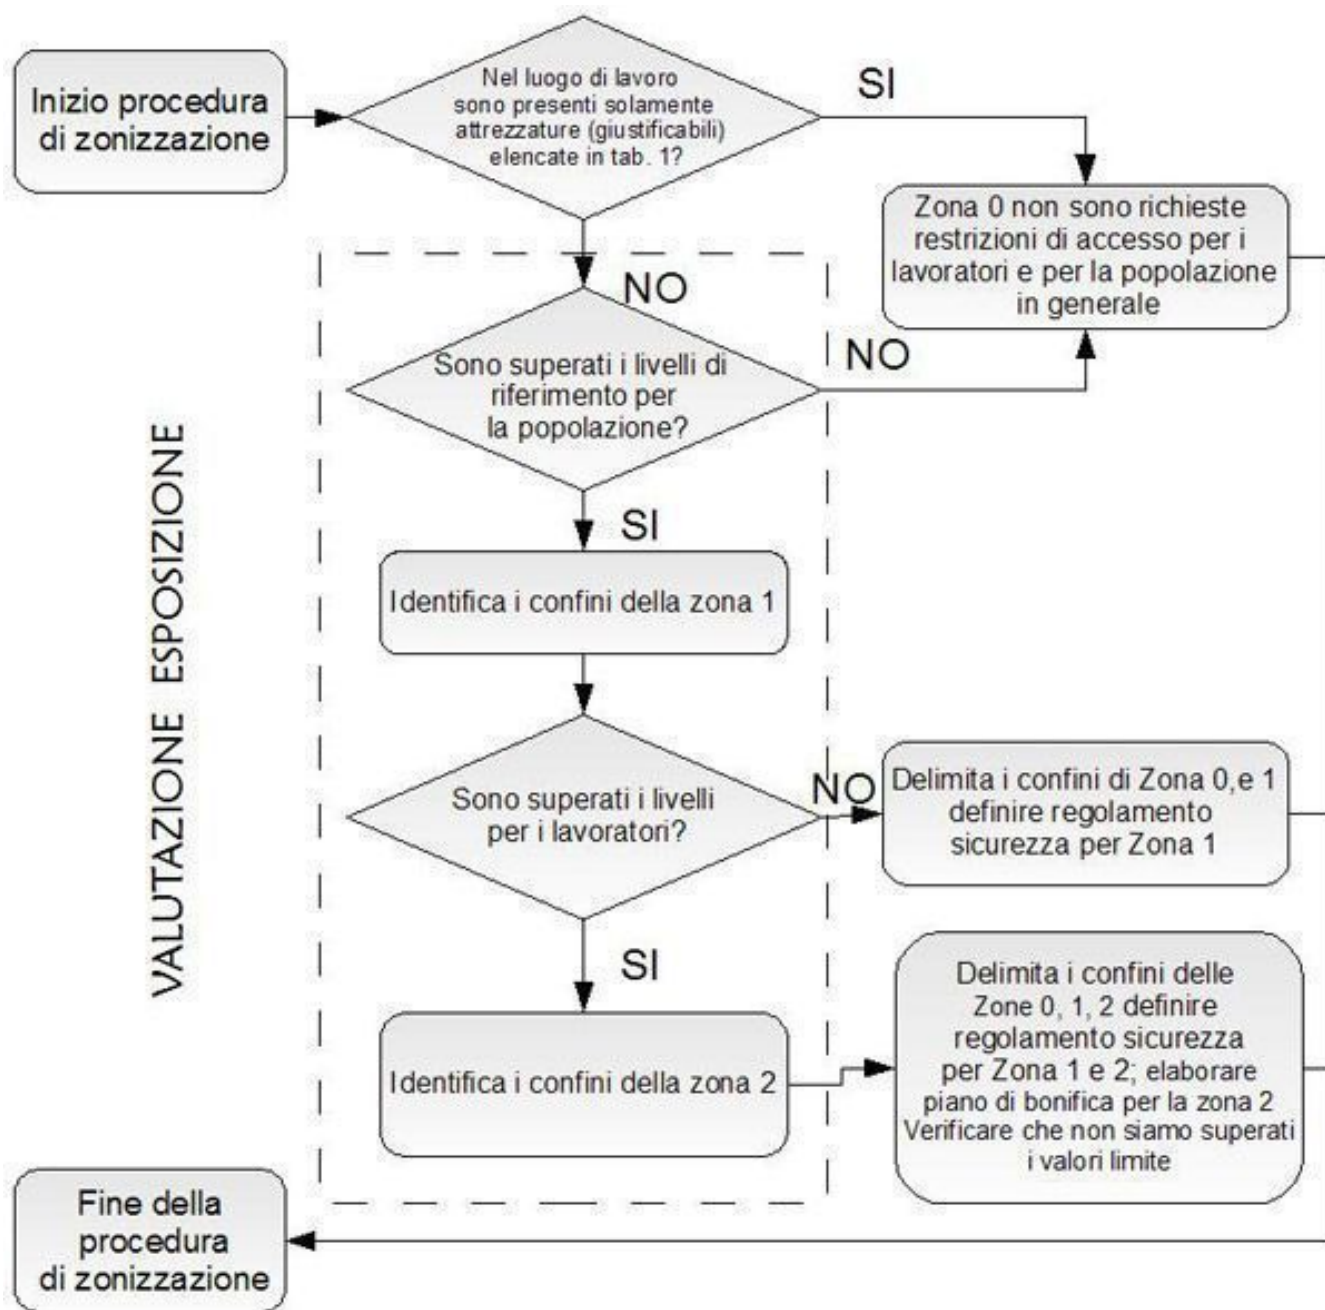 Inizio procedura
di zonizzazione
Nel luogo di lavoro
sono presenti solamente
attrezzature (giustificabili)
elencate in tab. 1?
SI
Zona 0 non sono richieste
restrizioni di accesso per i
lavoratori e per la popolazione
in generale
NO
Sono superati i livelli di
riferimento per
la popolazione?
NO
SI
Identifica i confini della zona 1
VALUTAZIONE ESPOSIZIONE
Sono superati i livelli
per i lavoratori?
NO
Delimita i confini di Zona 0,e 1
definire regolamento
sicurezza per Zona 1
SI
Identifica i confini della zona 2
Delimita i confini delle
Zone 0, 1, 2 definire
regolamento sicurezza
per Zona 1 e 2; elaborare
piano di bonifica per la zona 2
Verificare che non siamo superati
i valori limite
Fine della
procedura
di zonizzazione